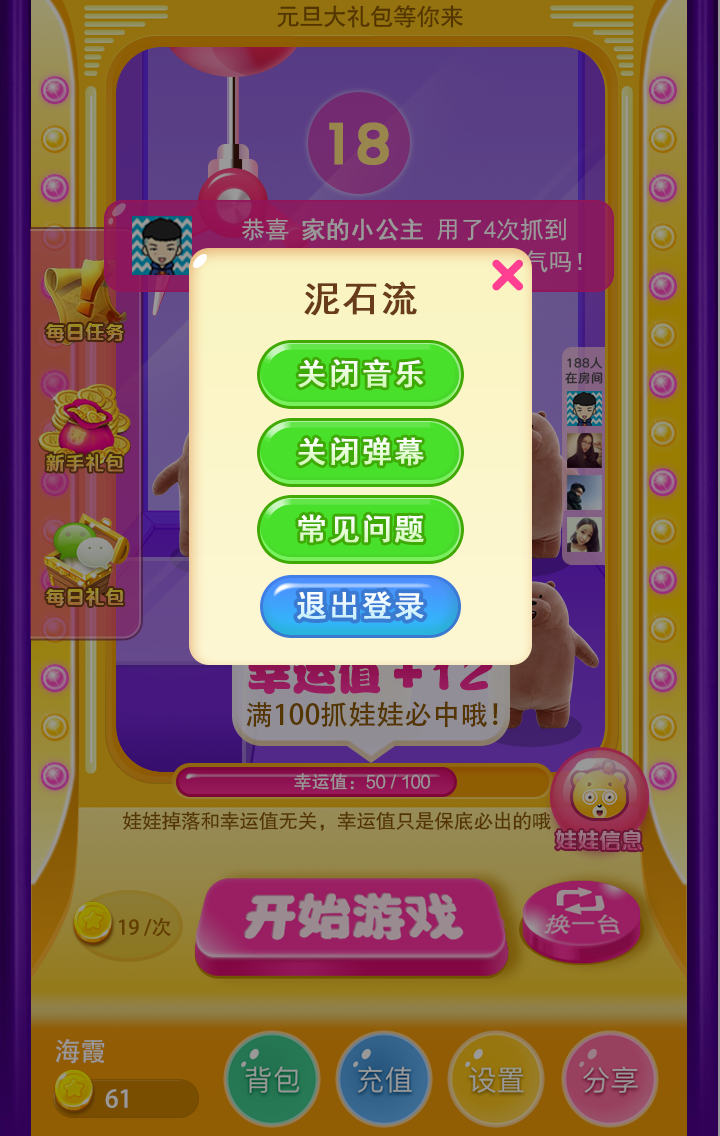 元旦大礼包等你来
18
恭喜 家的小公主 用了4次抓到
气吗！
泥石流
关闭音乐
关闭弹幕
常见问题
退出登录
每日任务
新手礼包
每日礼包
188人
在房间
幸运值+12
满100抓娃娃必中哦！
幸运值：50 / 100
娃娃掉落和幸运值无关，幸运值只是保底必出的哦
娃娃信息
19 /次
开始游戏
换一台
海霞
61
背包
充值
设置
分享